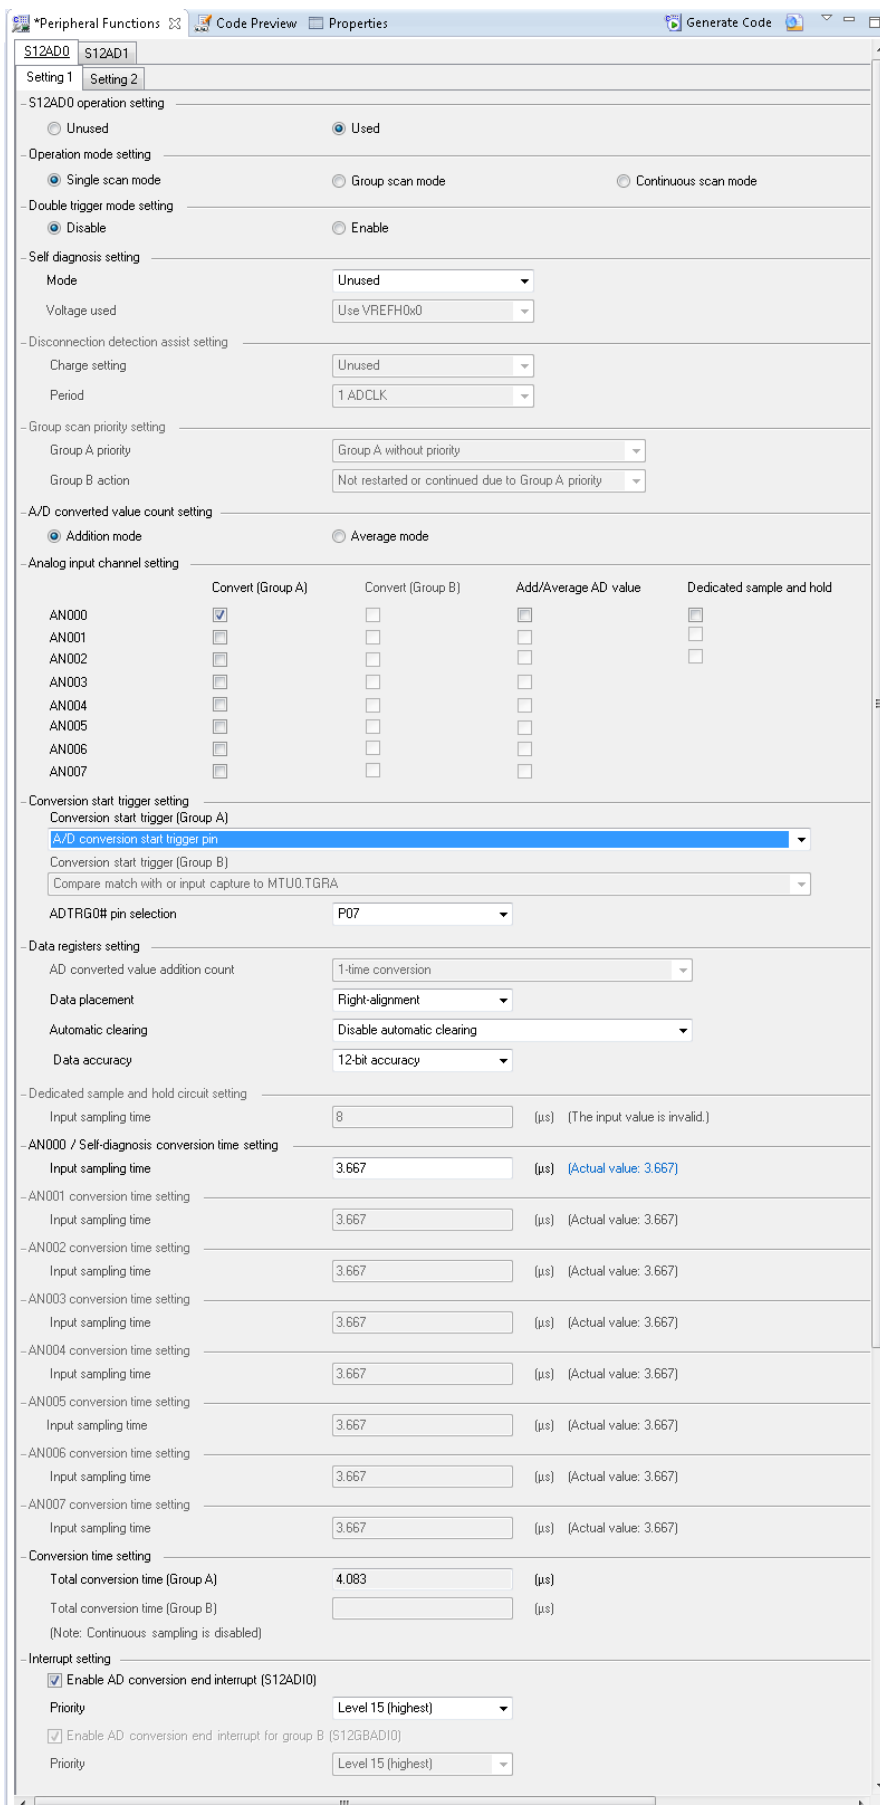 *Peripheral Functions Code Preview Properties Generate Code
S12AD0 S12AD1
Setting 1 Setting 2
S12AD0 operation setting
Unused Used
Operation mode setting
Single scan mode Group scan mode Continuous scan mode
Double trigger mode setting
Disable Enable
Self diagnosis setting
Mode Unused
Voltage used Use VREFH0x0
Disconnection detection assist setting
Charge setting Unused
Period 1 ADCLK
Group scan priority setting
Group A priority Group A without priority
Group B action Not restarted or continued due to Group A priority
A/D converted value count setting
Addition mode Average mode
Analog input channel setting
Convert (Group A) Convert (Group B) Add/Average AD value Dedicated sample and hold
AN000
AN001
AN002
AN003
AN004
AN005
AN006
AN007
Conversion start trigger setting
Conversion start trigger (Group A)
A/D conversion start trigger pin
Conversion start trigger (Group B)
Compare match with or input capture to MTU0.TGRA
ADTRG0# pin selection P07
Data registers setting
AD converted value addition count 1-time conversion
Data placement Right-alignment
Automatic clearing Disable automatic clearing
Data accuracy 12-bit accuracy
Dedicated sample and hold circuit setting
Input sampling time 8 (µs) (The input value is invalid.)
AN000 / Self-diagnosis conversion time setting
Input sampling time 3.667 (µs) (Actual value: 3.667)
AN001 conversion time setting
Input sampling time 3.667 (µs) (Actual value: 3.667)
AN002 conversion time setting
Input sampling time 3.667 (µs) (Actual value: 3.667)
AN003 conversion time setting
Input sampling time 3.667 (µs) (Actual value: 3.667)
AN004 conversion time setting
Input sampling time 3.667 (µs) (Actual value: 3.667)
AN005 conversion time setting
Input sampling time 3.667 (µs) (Actual value: 3.667)
AN006 conversion time setting
Input sampling time 3.667 (µs) (Actual value: 3.667)
AN007 conversion time setting
Input sampling time 3.667 (µs) (Actual value: 3.667)
Conversion time setting
Total conversion time (Group A) 4.083 (µs)
Total conversion time (Group B) (µs)
(Note: Continuous sampling is disabled)
Interrupt setting
Enable AD conversion end interrupt (S12ADI0)
Priority Level 15 (highest)
Enable AD conversion end interrupt for group B (S12GBADI0)
Priority Level 15 (highest)